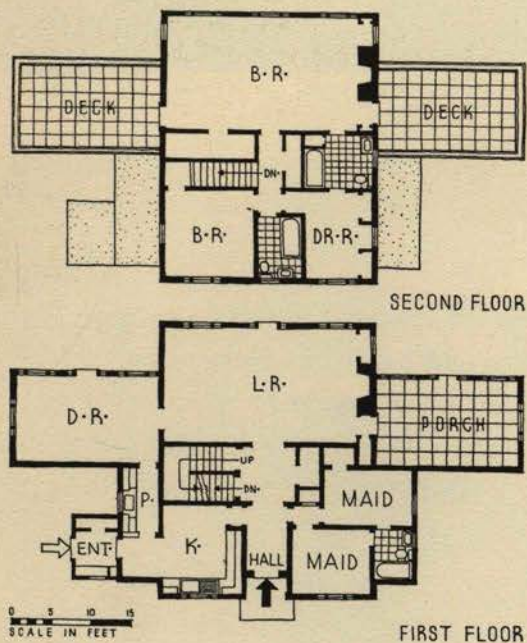 B·R·
DECK
DECK
DN·
B·R·
DR·R·
SECOND FLOOR
L·R·
D·R·
PORCH
UP
DN·
P.
MAID
ENT·
K·
HALL
MAID
0 5 10 15
SCALE IN FEET
FIRST FLOOR